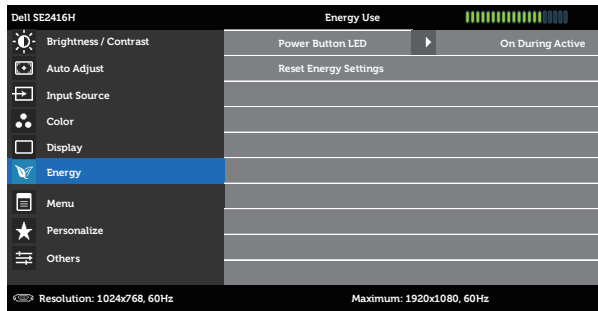 Dell SE2416H Energy Use
Brightness / Contrast Power Button LED On During Active
Auto Adjust Reset Energy Settings
Input Source
Color
Display
Energy
Menu
Personalize
Others
Resolution: 1024x768, 60Hz Maximum: 1920x1080, 60Hz